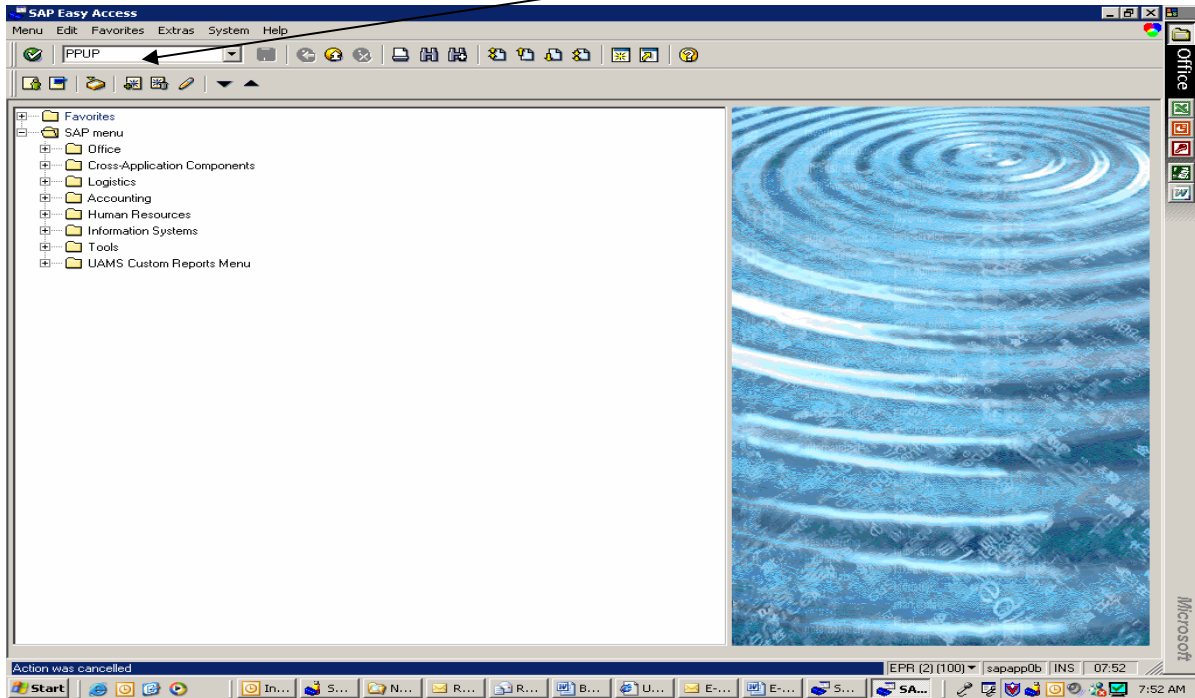 SAP Easy Access
Menu Edit Favorites Extras System Help
PPUP
Favorites
SAP menu
Office
Cross-Application Components
Logistics
Accounting
Human Resources
Information Systems
Tools
UAMS Custom Reports Menu
Office
Microsoft
Action was cancelled EPR (2) (100) sapapp0b INS 07:52
Start In... S... N... R... R... B... U... E-... E-... S... SA... 7:52 AM